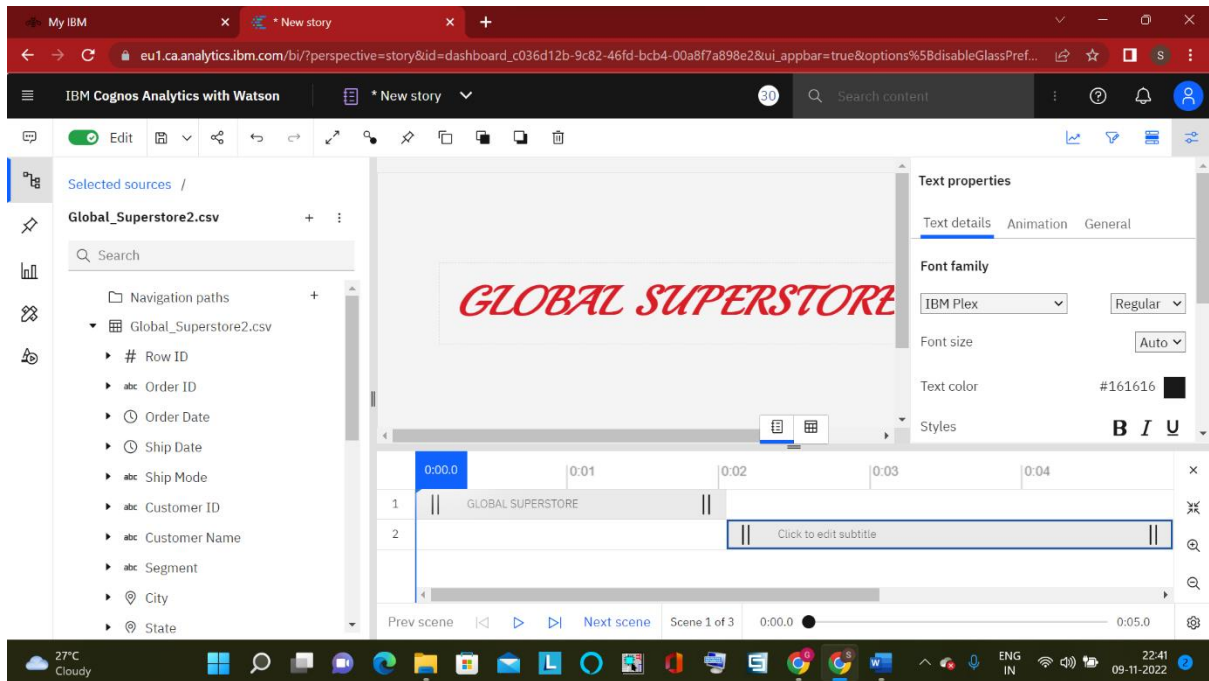 My IBM
* New story
eu1.ca.analytics.ibm.com/bi/?perspective=story&id=dashboard_c036d12b-9c82-46fd-bcb4-00a8f7a898e2&ui_appbar=true&options%5BdisableGlassPref...
S
IBM Cognos Analytics with Watson
* New story
30
Search content
Edit
Selected sources /
Global_Superstore2.csv
Search
Navigation paths
Global_Superstore2.csv
# Row ID
abc Order ID
Order Date
Ship Date
abc Ship Mode
abc Customer ID
abc Customer Name
abc Segment
City
State
GLOBAL SUPERSTORE
Text properties
Text details Animation General
Font family
IBM Plex Regular
Font size Auto
Text color #161616
Styles B I U
0:00.0 0:01 0:02 0:03 0:04
1 GLOBAL SUPERSTORE
2 Click to edit subtitle
Prev scene Next scene Scene 1 of 3 0:00.0 0:05.0
27°C
Cloudy
L
G
S
W
ENG
IN
22:41
09-11-2022
2